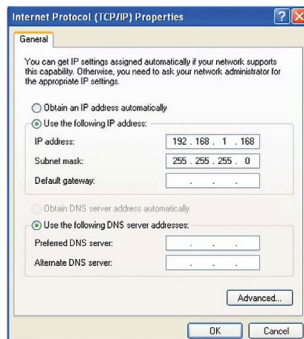 Internet Protocol (TCP/IP) Properties
General
You can get IP settings assigned automatically if your network supports
this capability. Otherwise, you need to ask your network administrator for
the appropriate IP settings.
Obtain an IP address automatically
Use the following IP address:
IP address: 192 . 168 . 1 . 168
Subnet mask: 255 . 255 . 255 . 0
Default gateway: . . .
Obtain DNS server address automatically
Use the following DNS server addresses:
Preferred DNS server: . . .
Alternate DNS server: . . .
Advanced...
OK Cancel